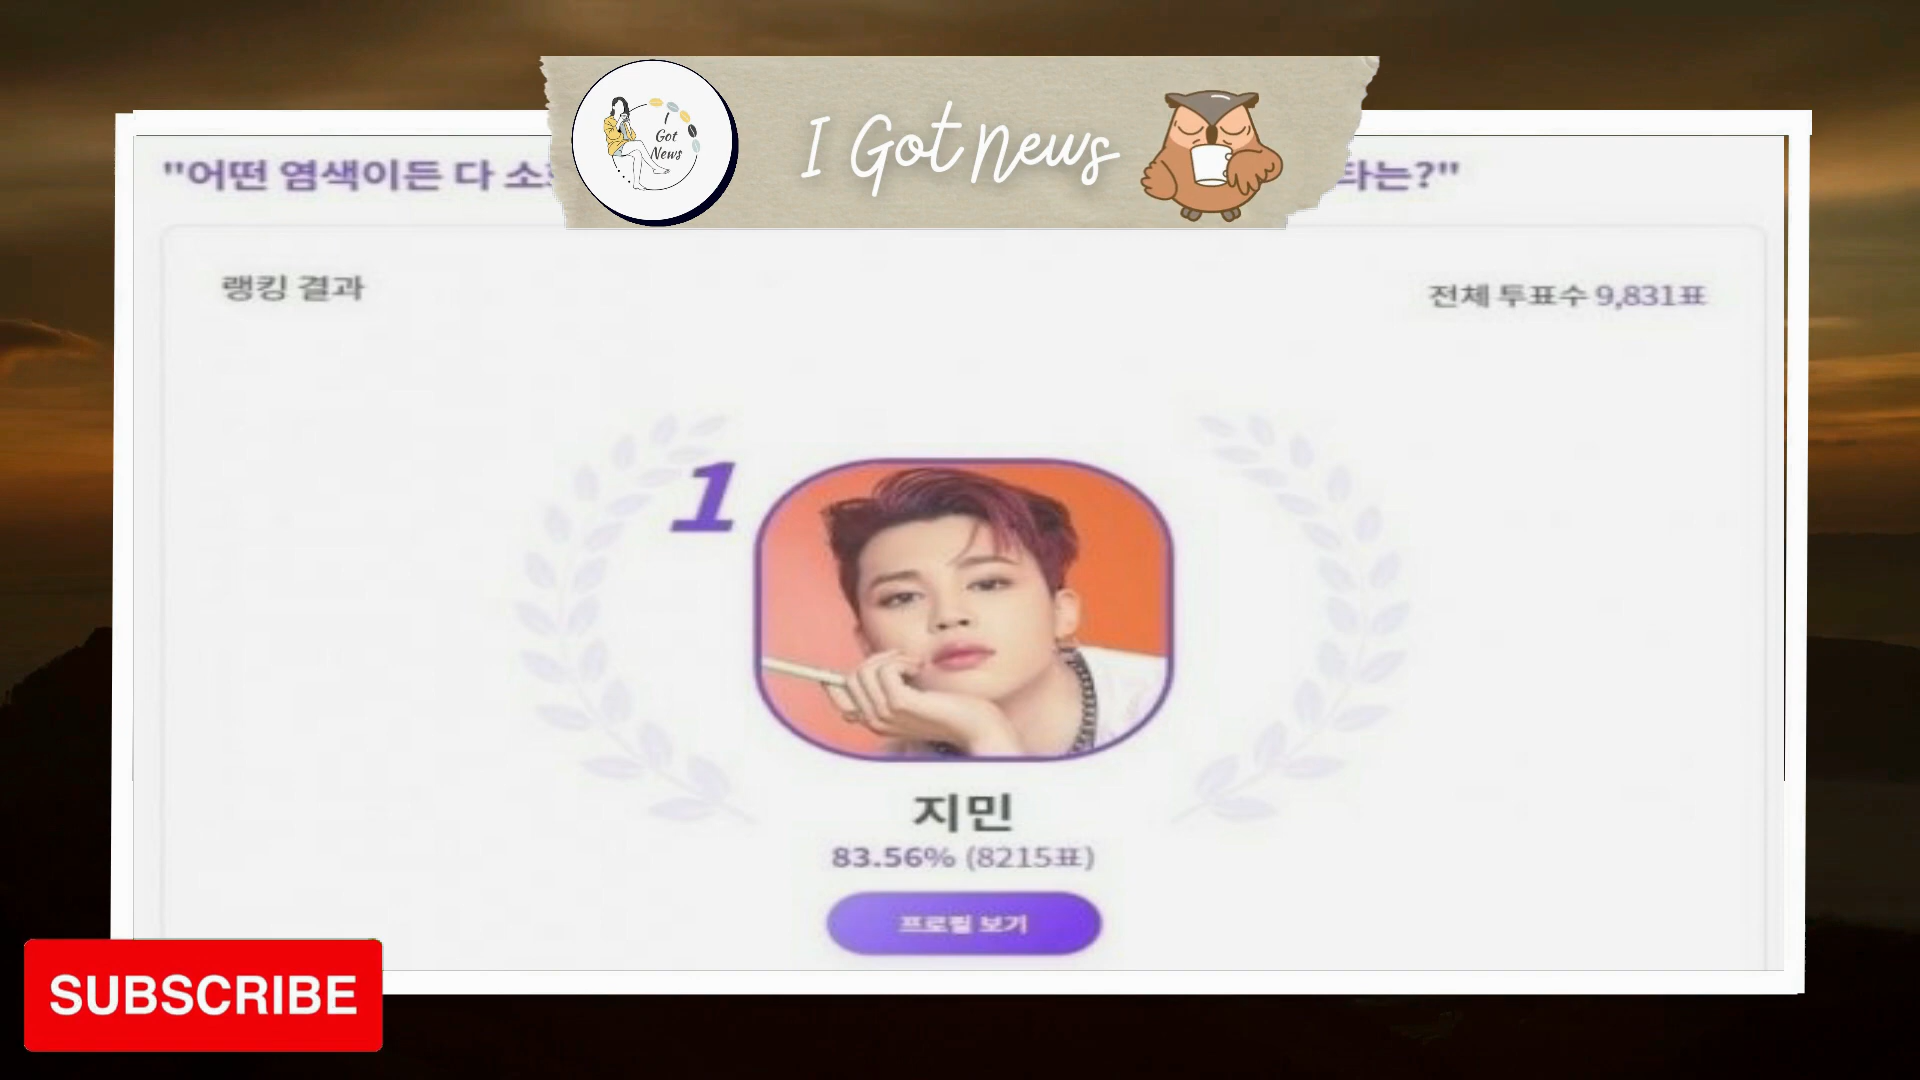 I Got News
I
Got
News
"어떤 염색이든 다
타는?"
랭킹 결과
전체 투표수 9,831표
1
지민
83.56% (8215표)
프로필 보기
SUBSCRIBE